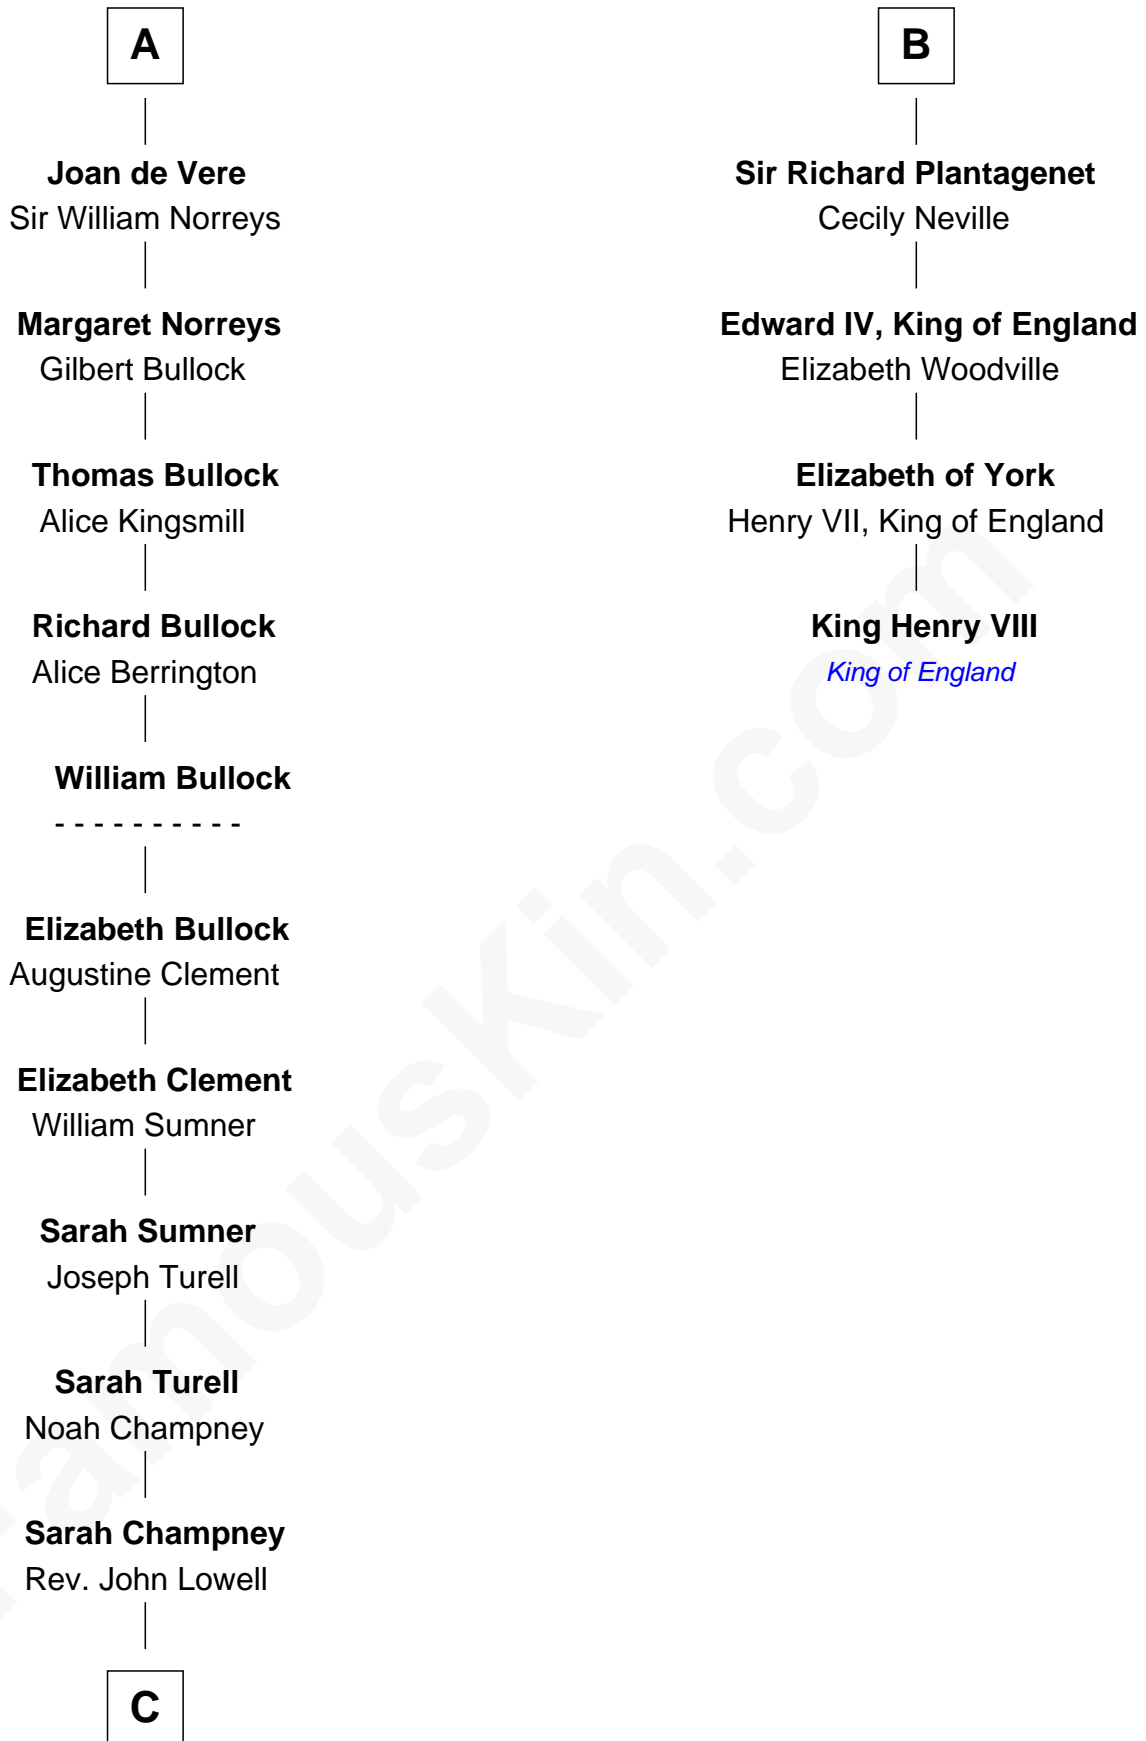 A
Joan de Vere
Sir William Norreys
Margaret Norreys
Gilbert Bullock
Thomas Bullock
Alice Kingsmill
Richard Bullock
Alice Berrington
William Bullock
- - - - - - - - - -
Elizabeth Bullock
Augustine Clement
Elizabeth Clement
William Sumner
Sarah Sumner
Joseph Turell
Sarah Turell
Noah Champney
Sarah Champney
Rev. John Lowell
C
B
Sir Richard Plantagenet
Cecily Neville
Edward IV, King of England
Elizabeth Woodville
Elizabeth of York
Henry VII, King of England
King Henry VIII
King of England
FamousKin.com